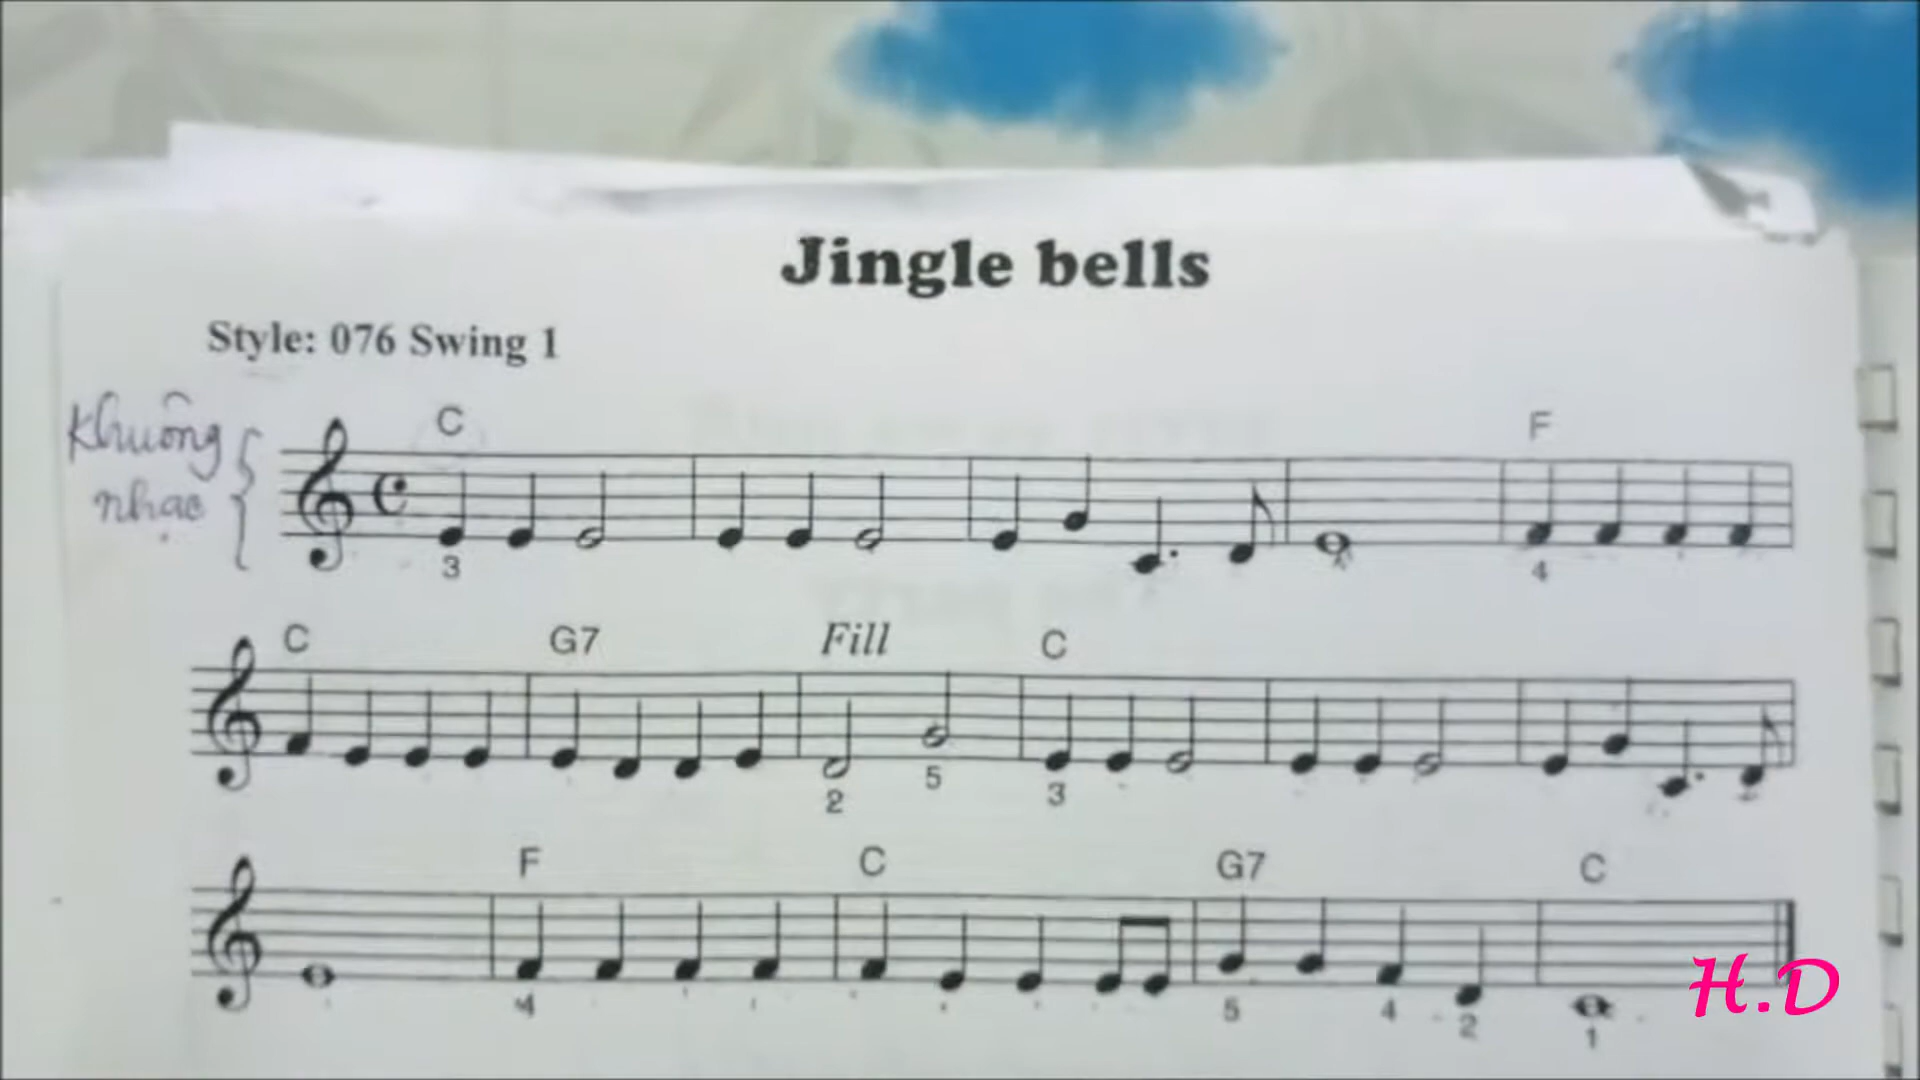 Jingle bells
Style: 076 Swing 1
Khuông
nhạc
C F
3 4
C G7 Fill C
2 5 3
F C G7 C
4 5 4 2 1
H.D